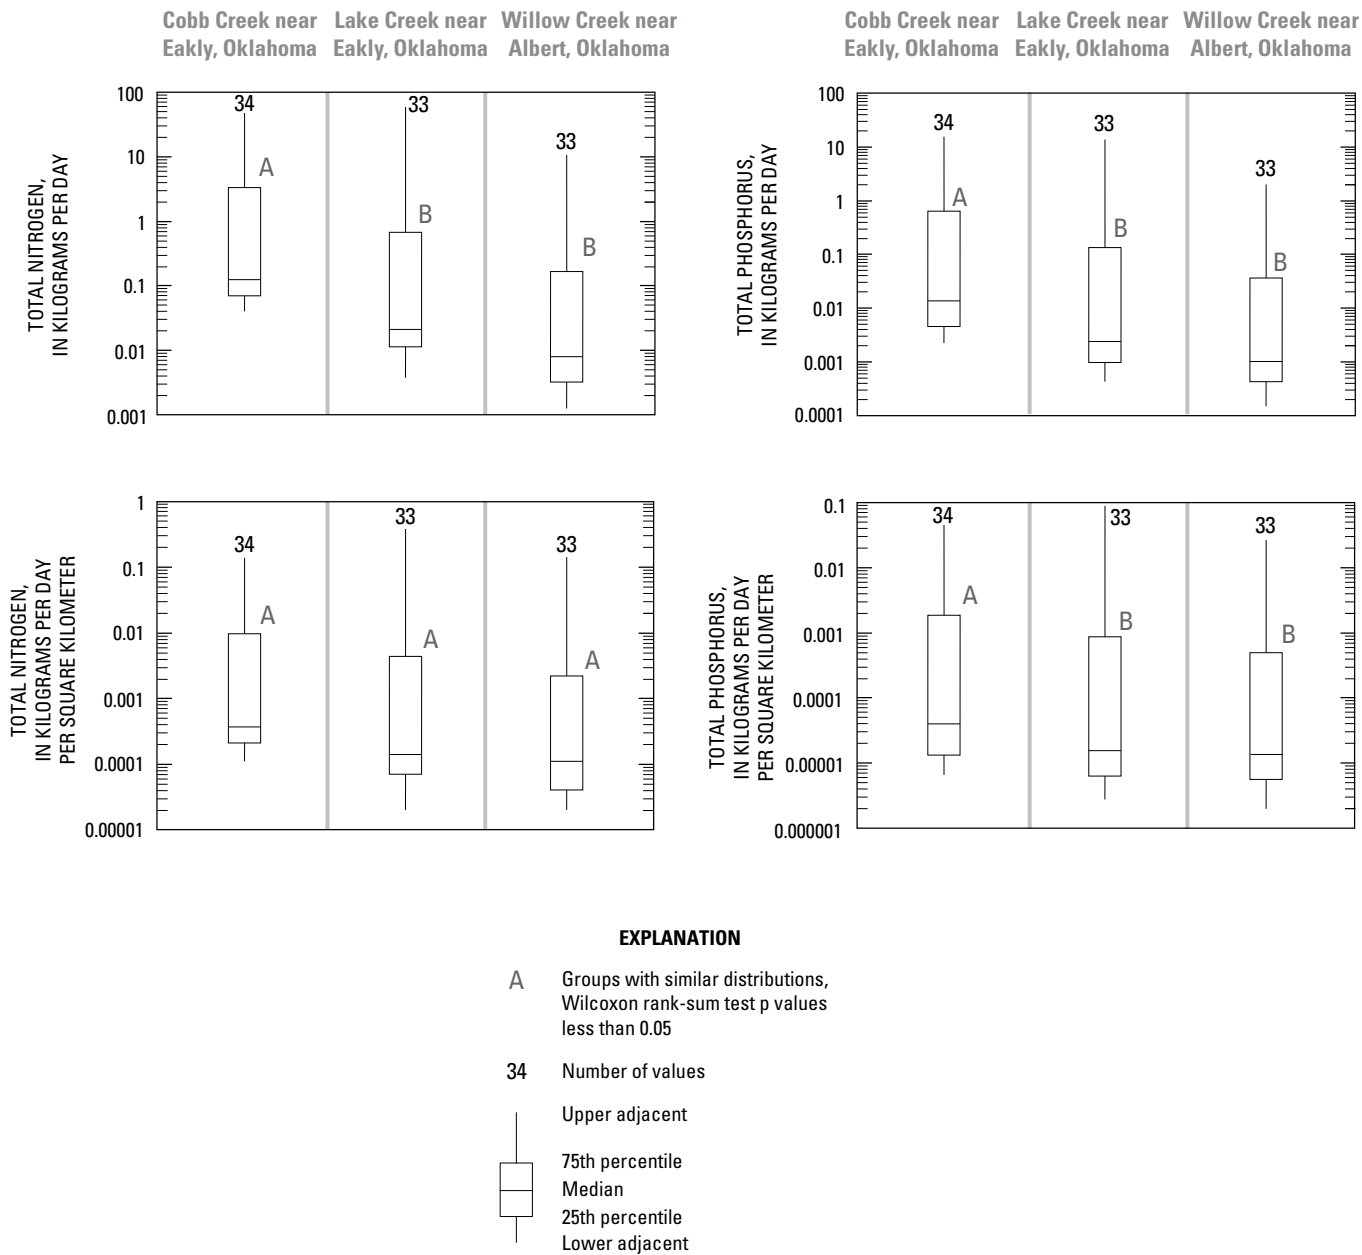 Cobb Creek near
Eakly, Oklahoma
Lake Creek near
Eakly, Oklahoma
Willow Creek near
Albert, Oklahoma
Cobb Creek near
Eakly, Oklahoma
Lake Creek near
Eakly, Oklahoma
Willow Creek near
Albert, Oklahoma
TOTAL NITROGEN,
IN KILOGRAMS PER DAY
100
10
1
0.1
0.01
0.001
34
A
33
B
33
B
TOTAL PHOSPHORUS,
IN KILOGRAMS PER DAY
100
10
1
0.1
0.01
0.001
0.0001
34
A
33
B
33
B
TOTAL NITROGEN,
IN KILOGRAMS PER DAY
PER SQUARE KILOMETER
1
0.1
0.01
0.001
0.0001
0.00001
34
A
33
A
33
A
TOTAL PHOSPHORUS,
IN KILOGRAMS PER DAY
PER SQUARE KLOMETER
0.1
0.01
0.001
0.0001
0.00001
0.000001
34
A
33
B
33
B
EXPLANATION
A
Groups with similar distributions,
Wilcoxon rank-sum test p values
less than 0.05
34
Number of values
Upper adjacent
75th percentile
Median
25th percentile
Lower adjacent